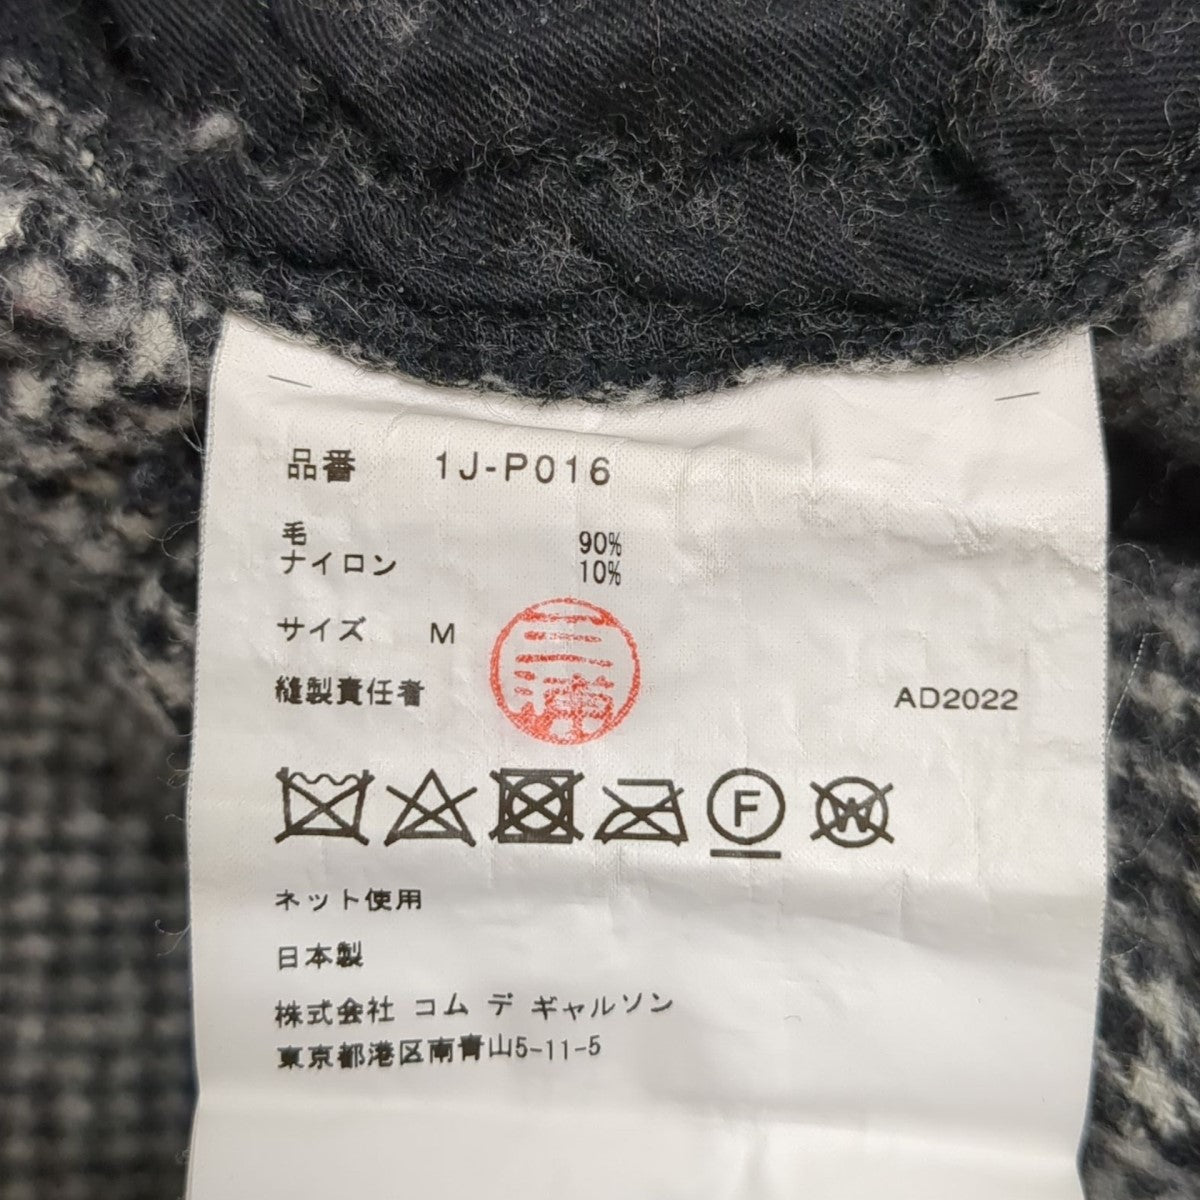 品番 1J-P016
毛 90%
ナイロン 10%
サイズ M
三浦
縫製責任者 AD2022
F W
ネット使用
日本製
株式会社 コム デ ギャルソン
東京都港区南青山5-11-5